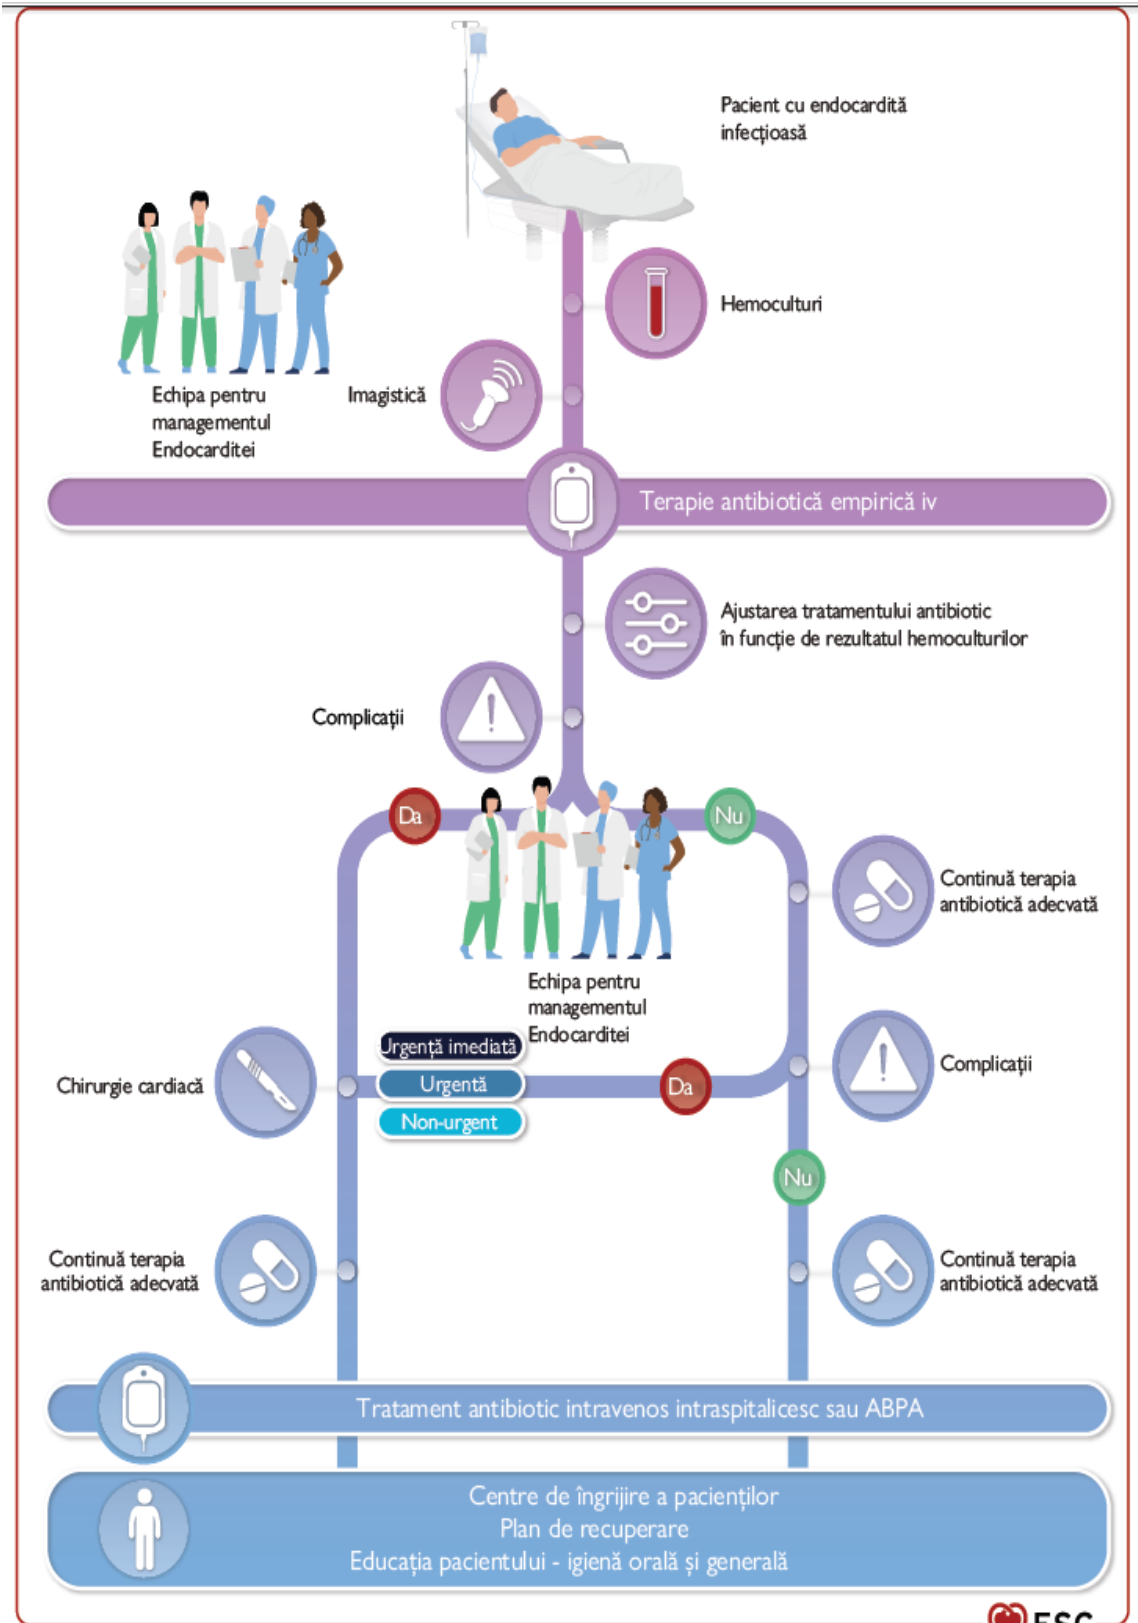 Pacient cu endocardită
infecțioasă
Hemoculturi
Imagistică
Echipa pentru
managementul
Endocarditei
Terapie antibiotică empirică iv
Ajustarea tratamentului antibiotic
în funcție de rezultatul hemoculturilor
Complicații
Da
Nu
Continuă terapia
antibiotică adecvată
Echipa pentru
managementul
Endocarditei
Urgență imediată
Urgentă
Non-urgent
Da
Complicații
Chirurgie cardiacă
Nu
Continuă terapia
antibiotică adecvată
Continuă terapia
antibiotică adecvată
Tratament antibiotic intravenos intraspitalicesc sau ABPA
Centre de îngrijire a pacienților
Plan de recuperare
Educația pacientului - igienă orală și generală
ESC